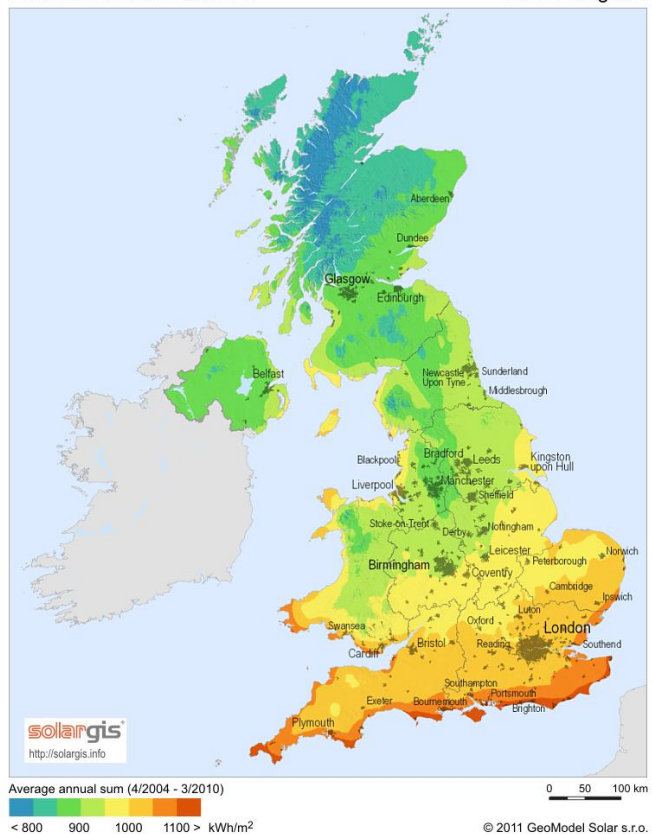 Aberdeen
Dundee
Glasgow
Edinburgh
Belfast
Newcastle
Upon Tyne
Sunderland
Middlesbrough
Blackpool
Bradford
Leeds
Kingston
upon Hull
Liverpool
Manchester
Sheffield
Stoke-on-Trent
Derby
Nottingham
Leicester
Peterborough
Norwich
Birmingham
Coventry
Cambridge
Ipswich
Luton
Oxford
London
Swansea
Cardiff
Bristol
Reading
Southend
Southampton
Portsmouth
Exeter
Bournemouth
Brighton
Plymouth
solargis
http://solargis.info
Average annual sum (4/2004 - 3/2010)
< 800 900 1000 1100 > kWh/m²
0 50 100 km
© 2011 GeoModel Solar s.r.o.